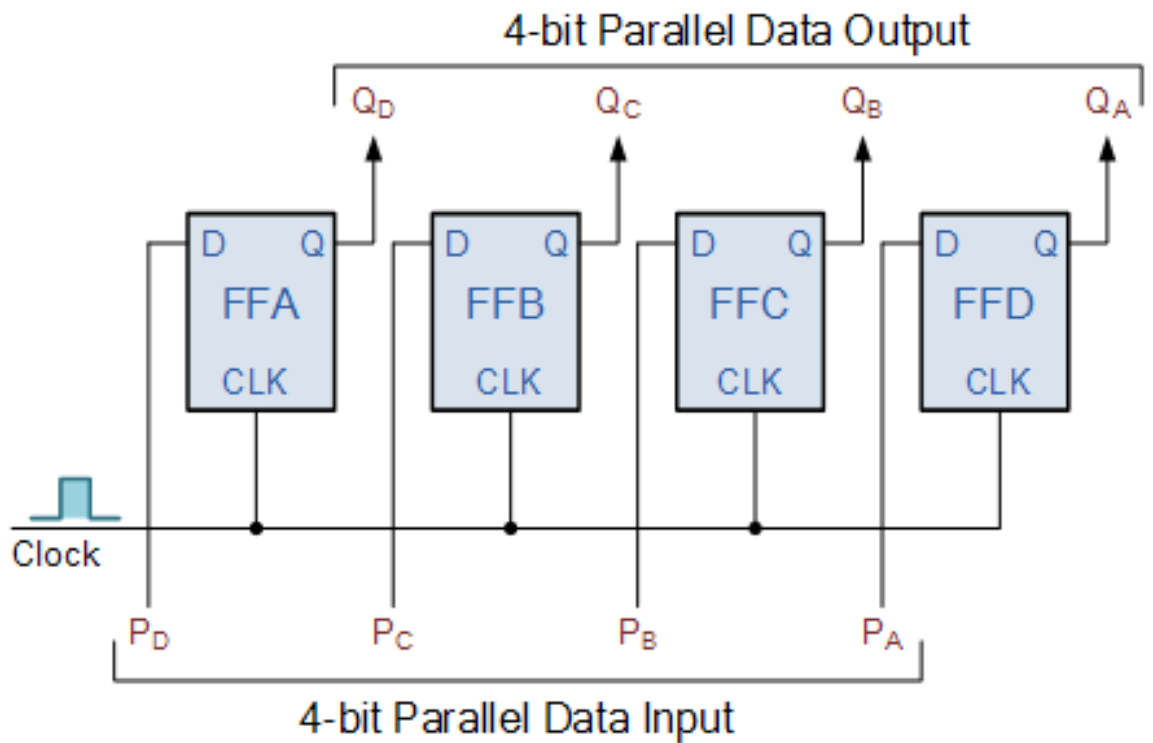 4-bit Parallel Data Output
QD QC QB QA
D Q D Q D Q D Q
FFA FFB FFC FFD
CLK CLK CLK CLK
Clock
PD PC PB PA
4-bit Parallel Data Input